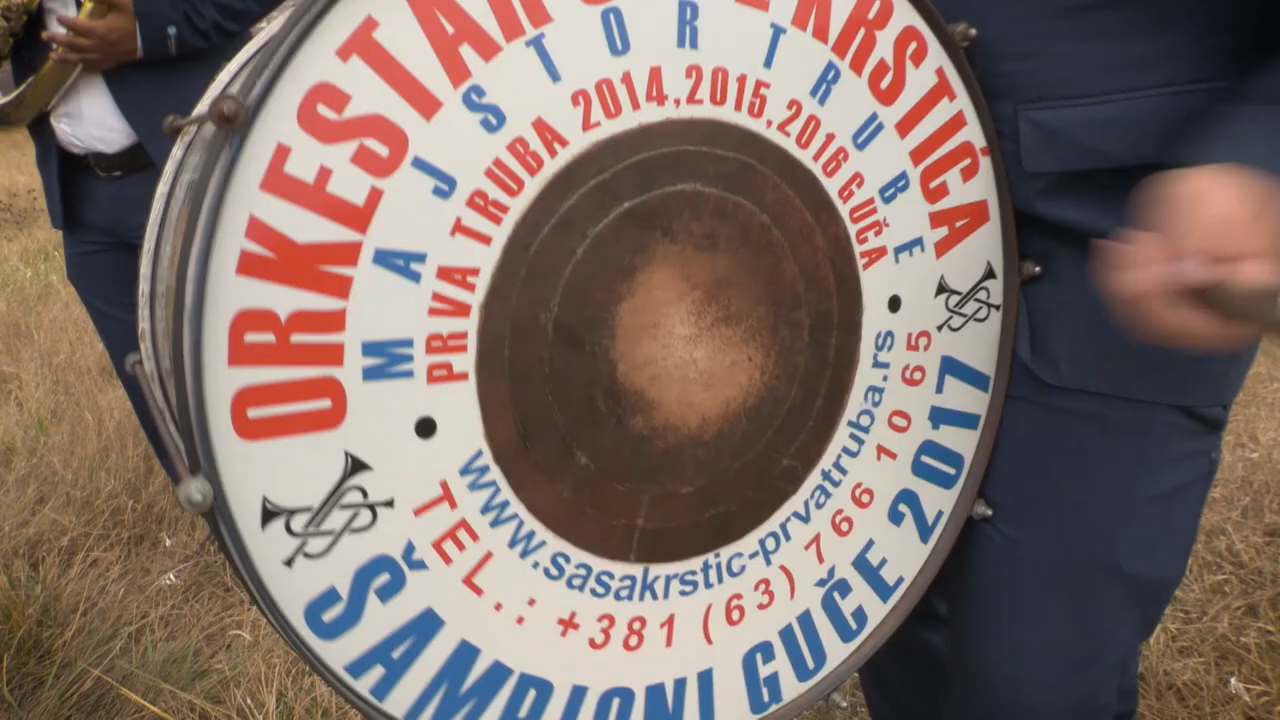 ORKESTAR KRSTIĆA
MAJSTOR TRUBE
PRVA TRUBA 2014,2015,2016 GUČA
www.sasakrstic-prvatruba.rs
TEL.: +381 (63) 766 10 65
ŠAMPIONI GUČE 2017